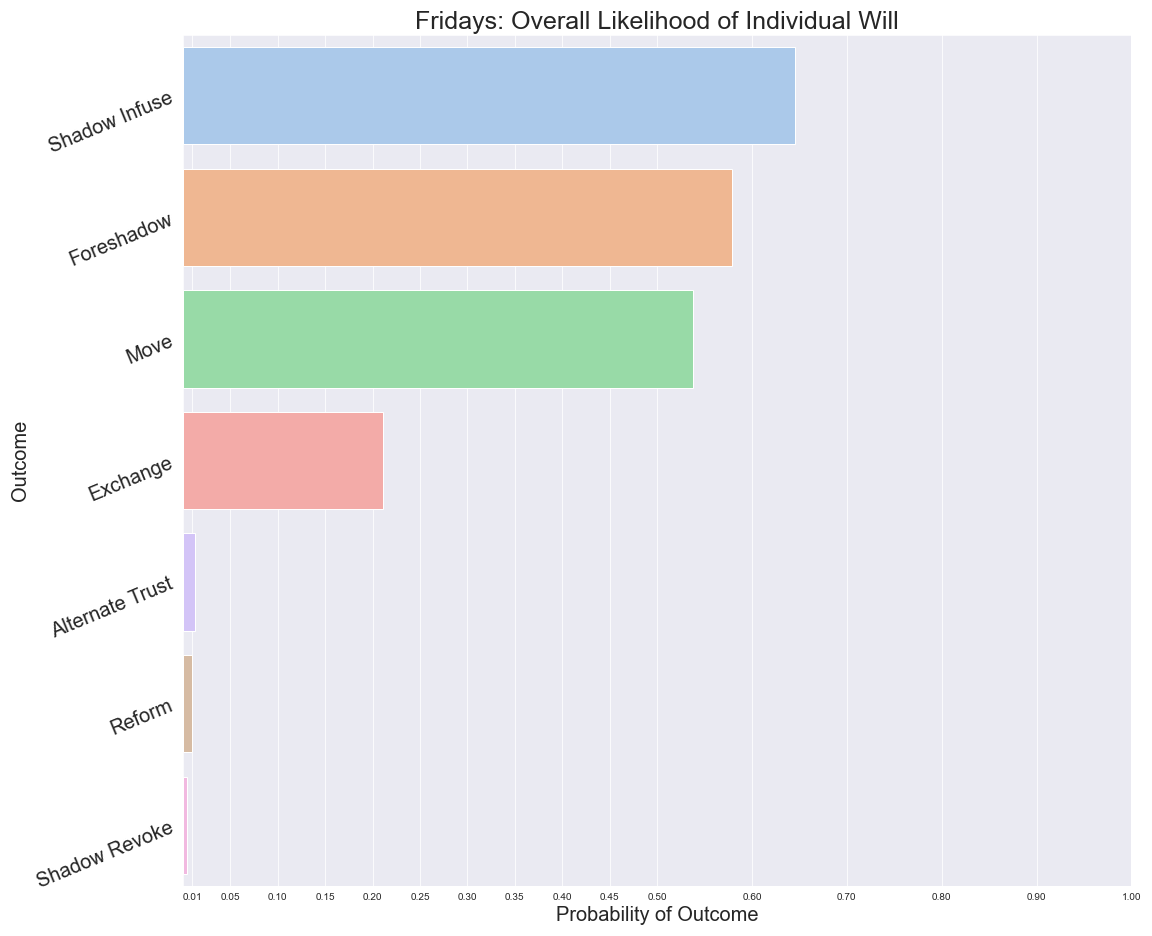 Fridays: Overall Likelihood of Individual Will
Outcome
Shadow Infuse
Foreshadow
Move
Exchange
Alternate Trust
Reform
Shadow Revoke
0.01 0.05 0.10 0.15 0.20 0.25 0.30 0.35 0.40 0.45 0.50 0.60 0.70 0.80 0.90 1.00
Probability of Outcome